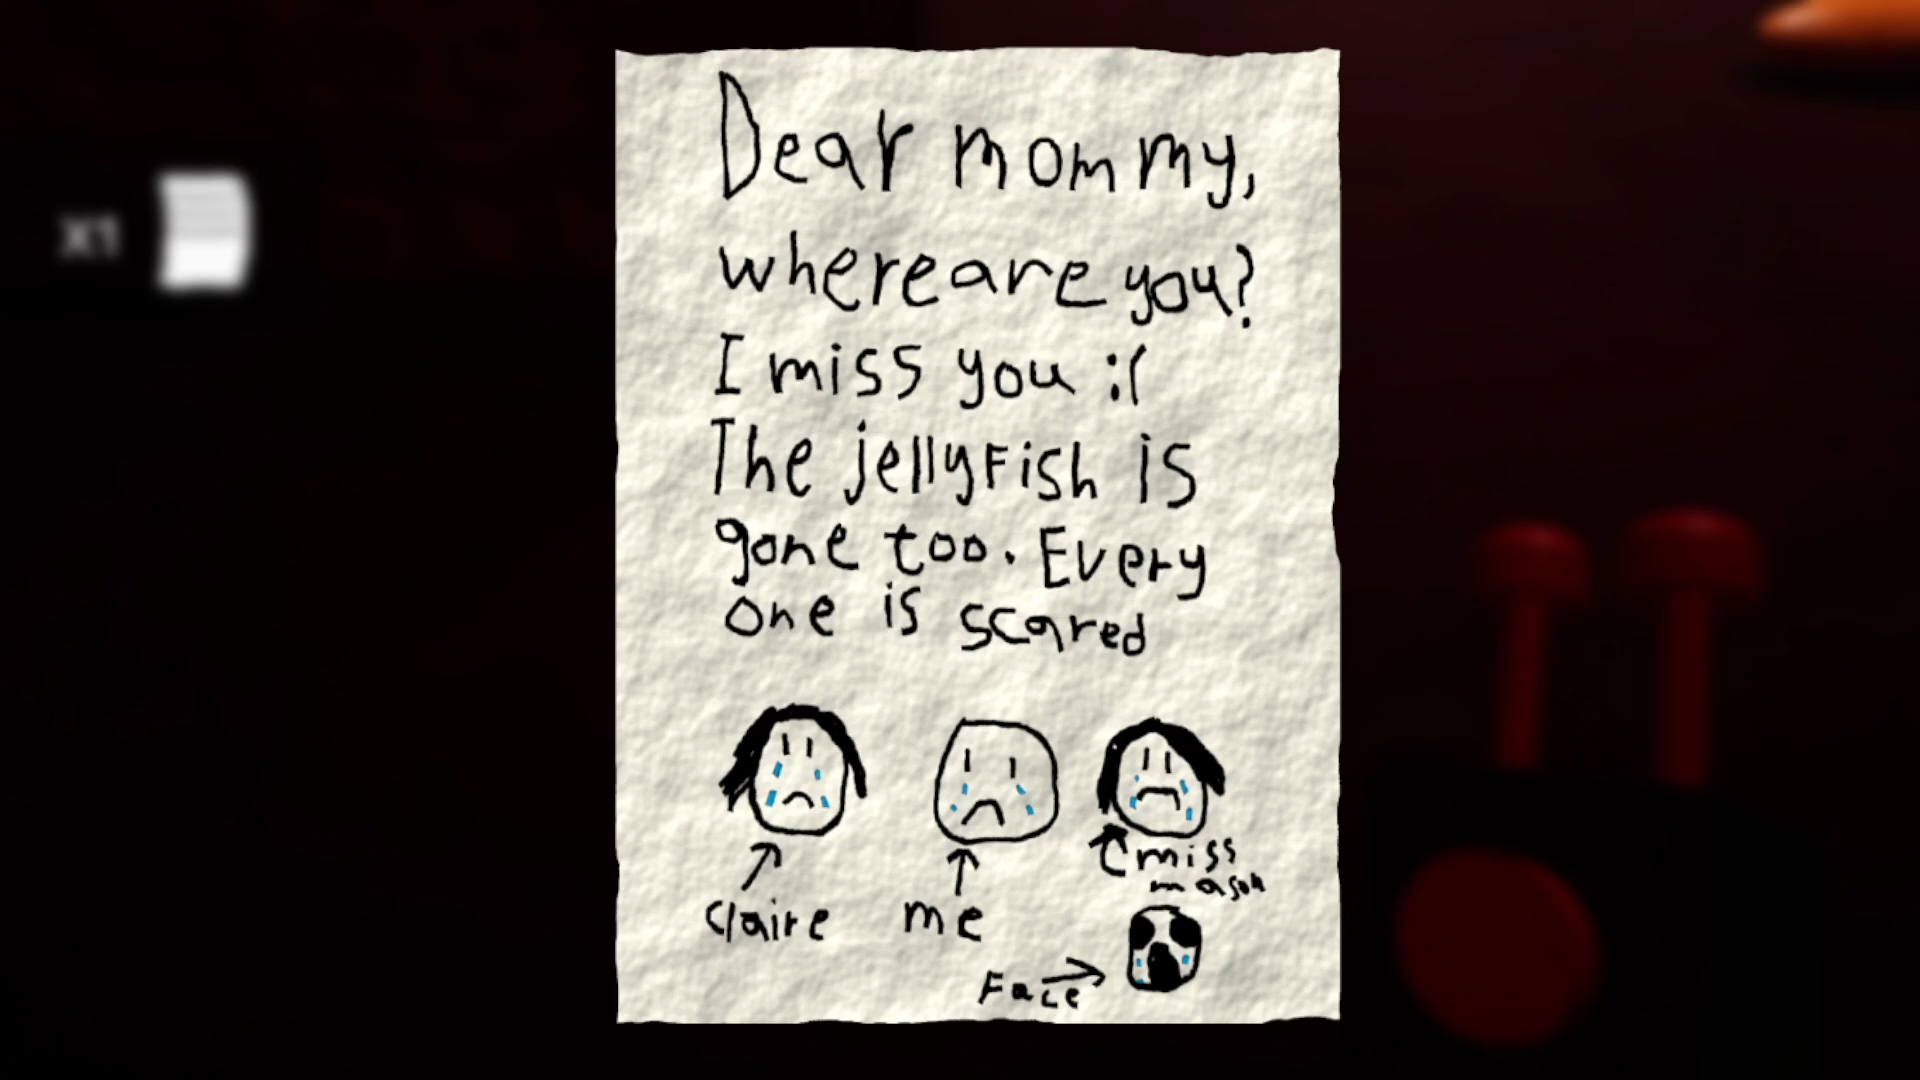 X1
Dear mommy,
where are you?
I miss you :(
The jellyfish is
gone too. Every
one is scared
miss
mason
claire
me
Face